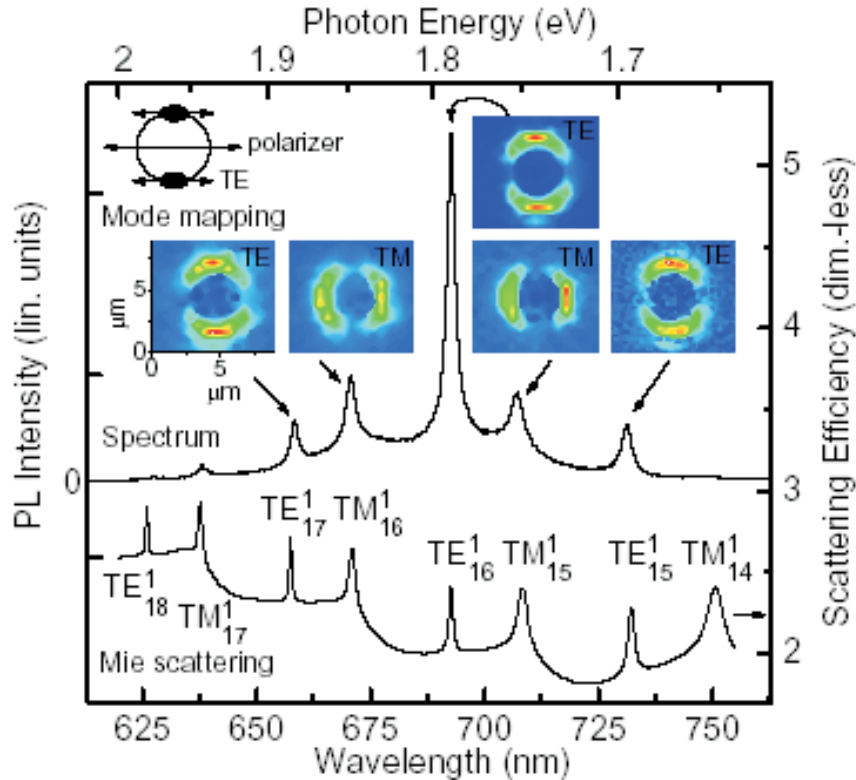 Photon Energy (eV)
2 1.9 1.8 1.7
polarizer
TE
Mode mapping
TE
TE
TM
TM
TE
μm
5
0
0 5
μm
Spectrum
PL Intensity (lin. units)
0
Scattering Efficiency (dim.-less)
5
4
3
2
TE¹₁₈
TM¹₁₇
TE¹₁₇
TM¹₁₆
TE¹₁₆
TM¹₁₅
TE¹₁₅
TM¹₁₄
Mie scattering
625 650 675 700 725 750
Wavelength (nm)